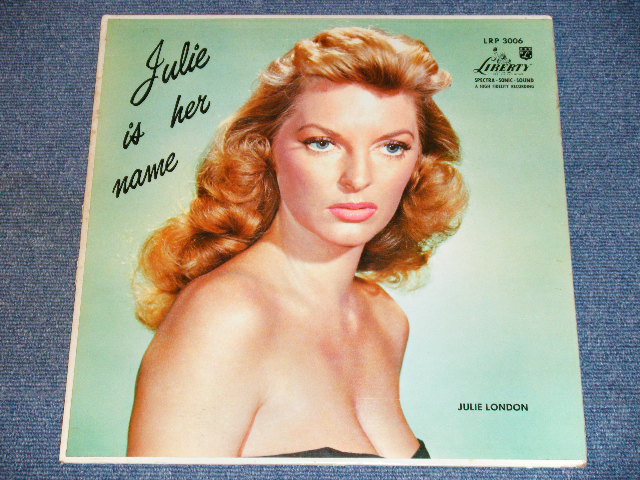 Julie
is her
name
LRP 3006
LIBERTY
SPECTRA-SONIC-SOUND
A HIGH FIDELITY RECORDING
JULIE LONDON